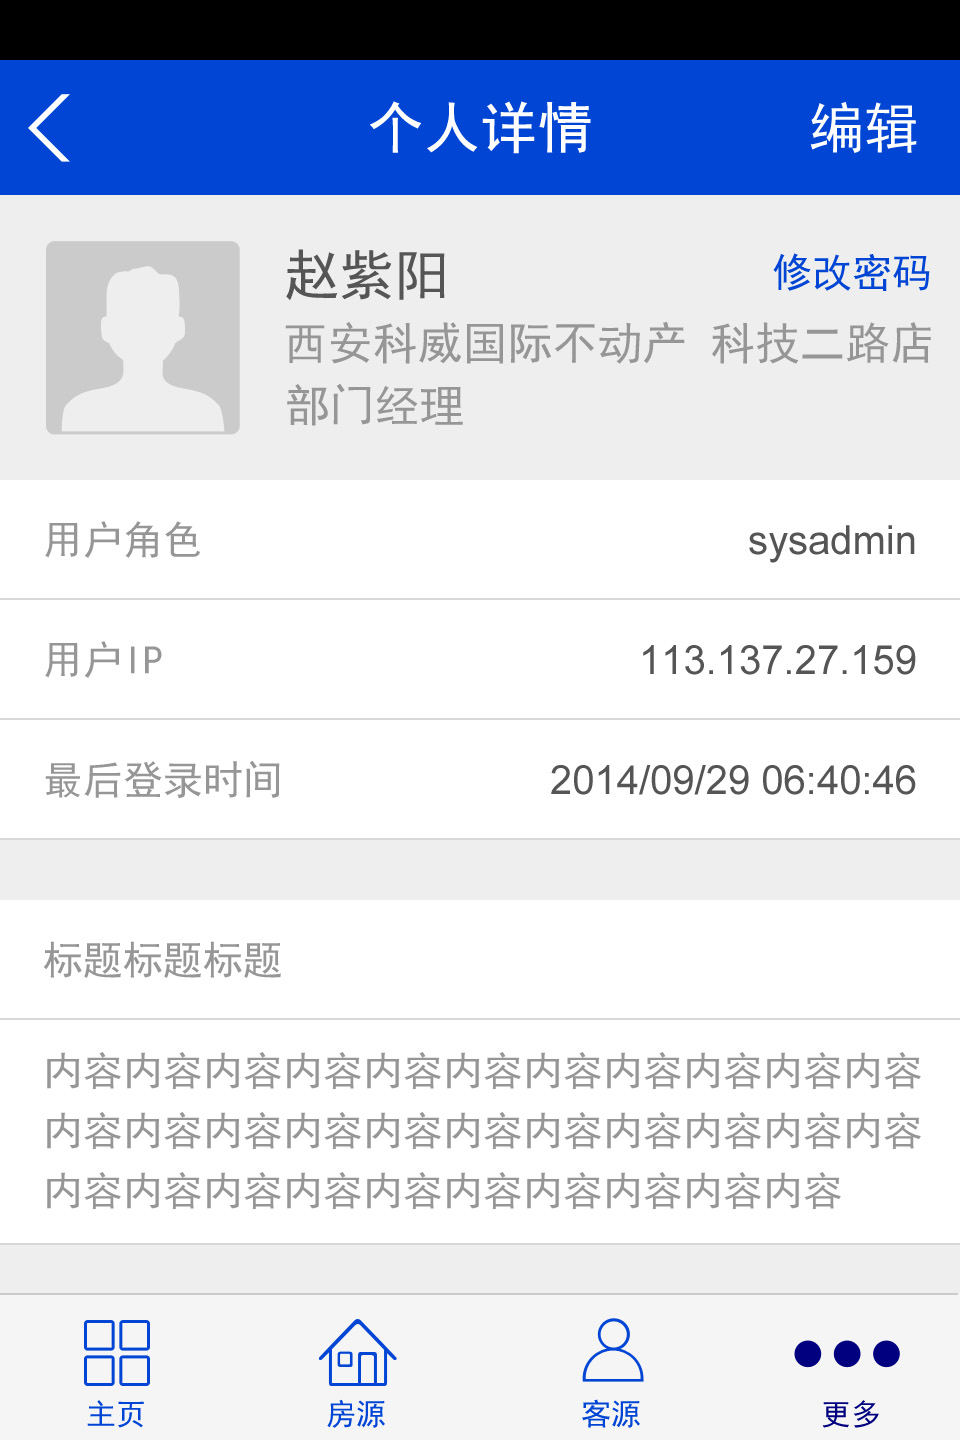 个人详情 编辑
赵紫阳 修改密码
西安科威国际不动产 科技二路店
部门经理
用户角色 sysadmin
用户IP 113.137.27.159
最后登录时间 2014/09/29 06:40:46
标题标题标题
内容内容内容内容内容内容内容内容内容内容内容
内容内容内容内容内容内容内容内容内容内容内容
内容内容内容内容内容内容内容内容内容内容
主页 房源 客源 更多